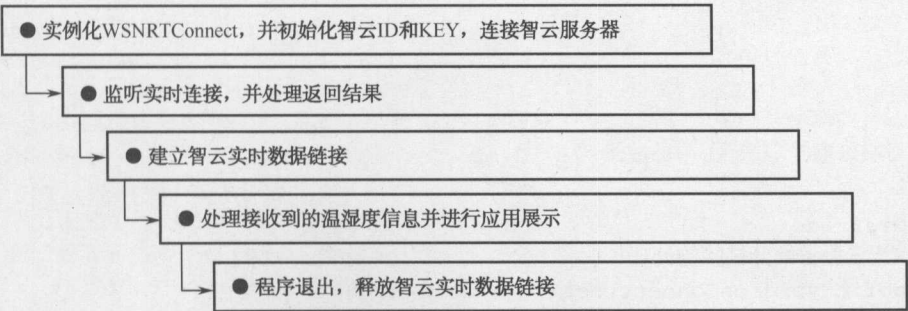 ● 实例化WSNRTConnect，并初始化智云ID和KEY，连接智云服务器
● 监听实时连接，并处理返回结果
● 建立智云实时数据链接
● 处理接收到的温湿度信息并进行应用展示
● 程序退出，释放智云实时数据链接